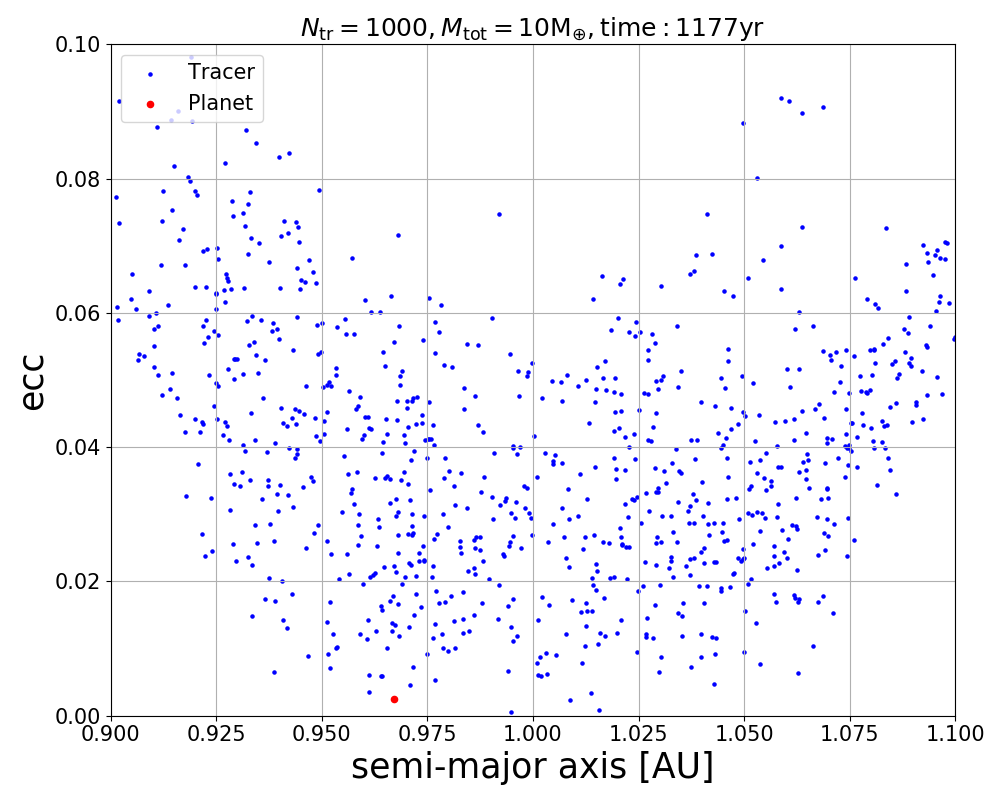 N_tr = 1000, M_tot = 10M_⊕, time : 1177yr
Tracer
Planet
0.10
0.08
0.06
0.04
0.02
0.00
ecc
0.900 0.925 0.950 0.975 1.000 1.025 1.050 1.075 1.100
semi-major axis [AU]